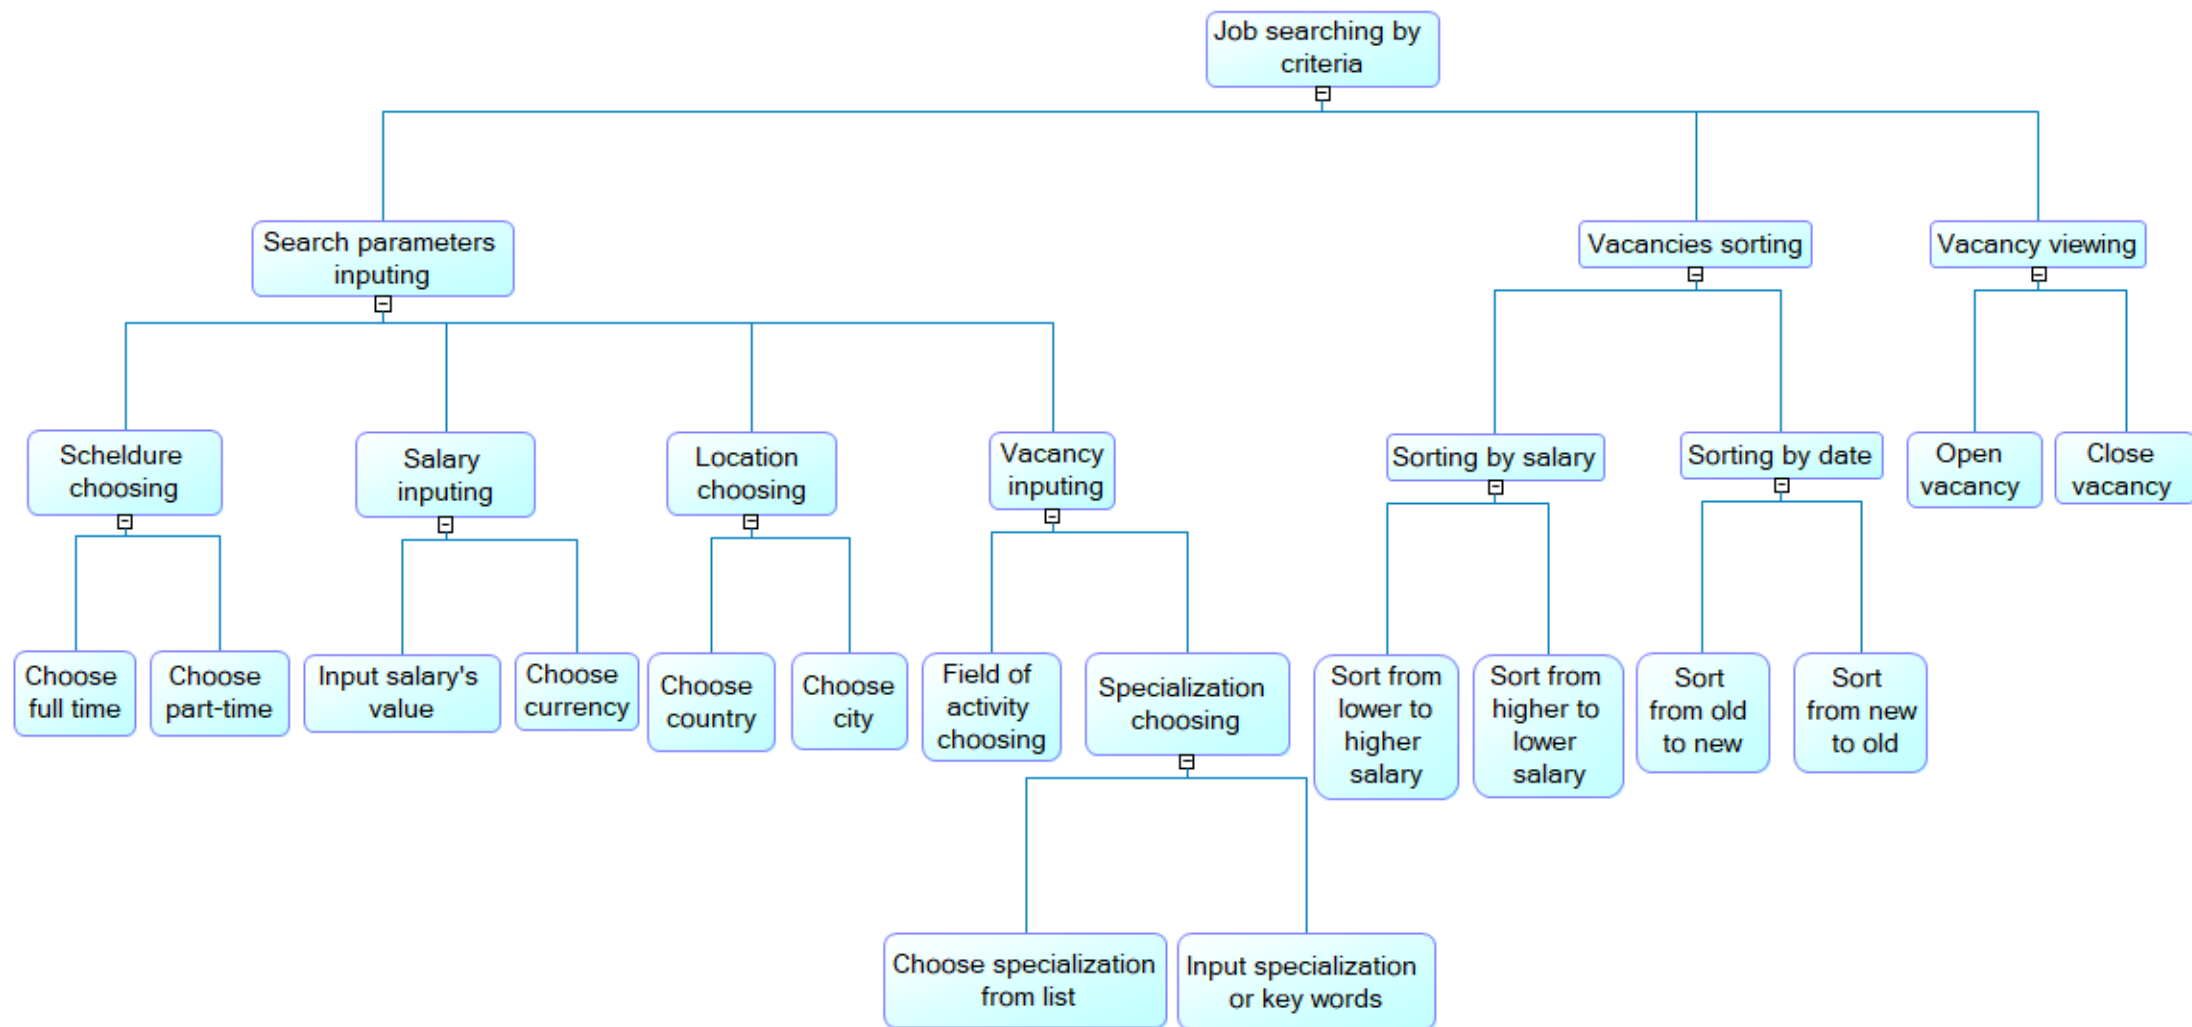 Job searching by
criteria
Search parameters
inputing
Vacancies sorting
Vacancy viewing
Scheldure
choosing
Salary
inputing
Location
choosing
Vacancy
inputing
Sorting by salary
Sorting by date
Open
vacancy
Close
vacancy
Choose
full time
Choose
part-time
Input salary's
value
Choose
currency
Choose
country
Choose
city
Field of
activity
choosing
Specialization
choosing
Sort from
lower to
higher
salary
Sort from
higher to
lower
salary
Sort
from old
to new
Sort
from new
to old
Choose specialization
from list
Input specialization
or key words